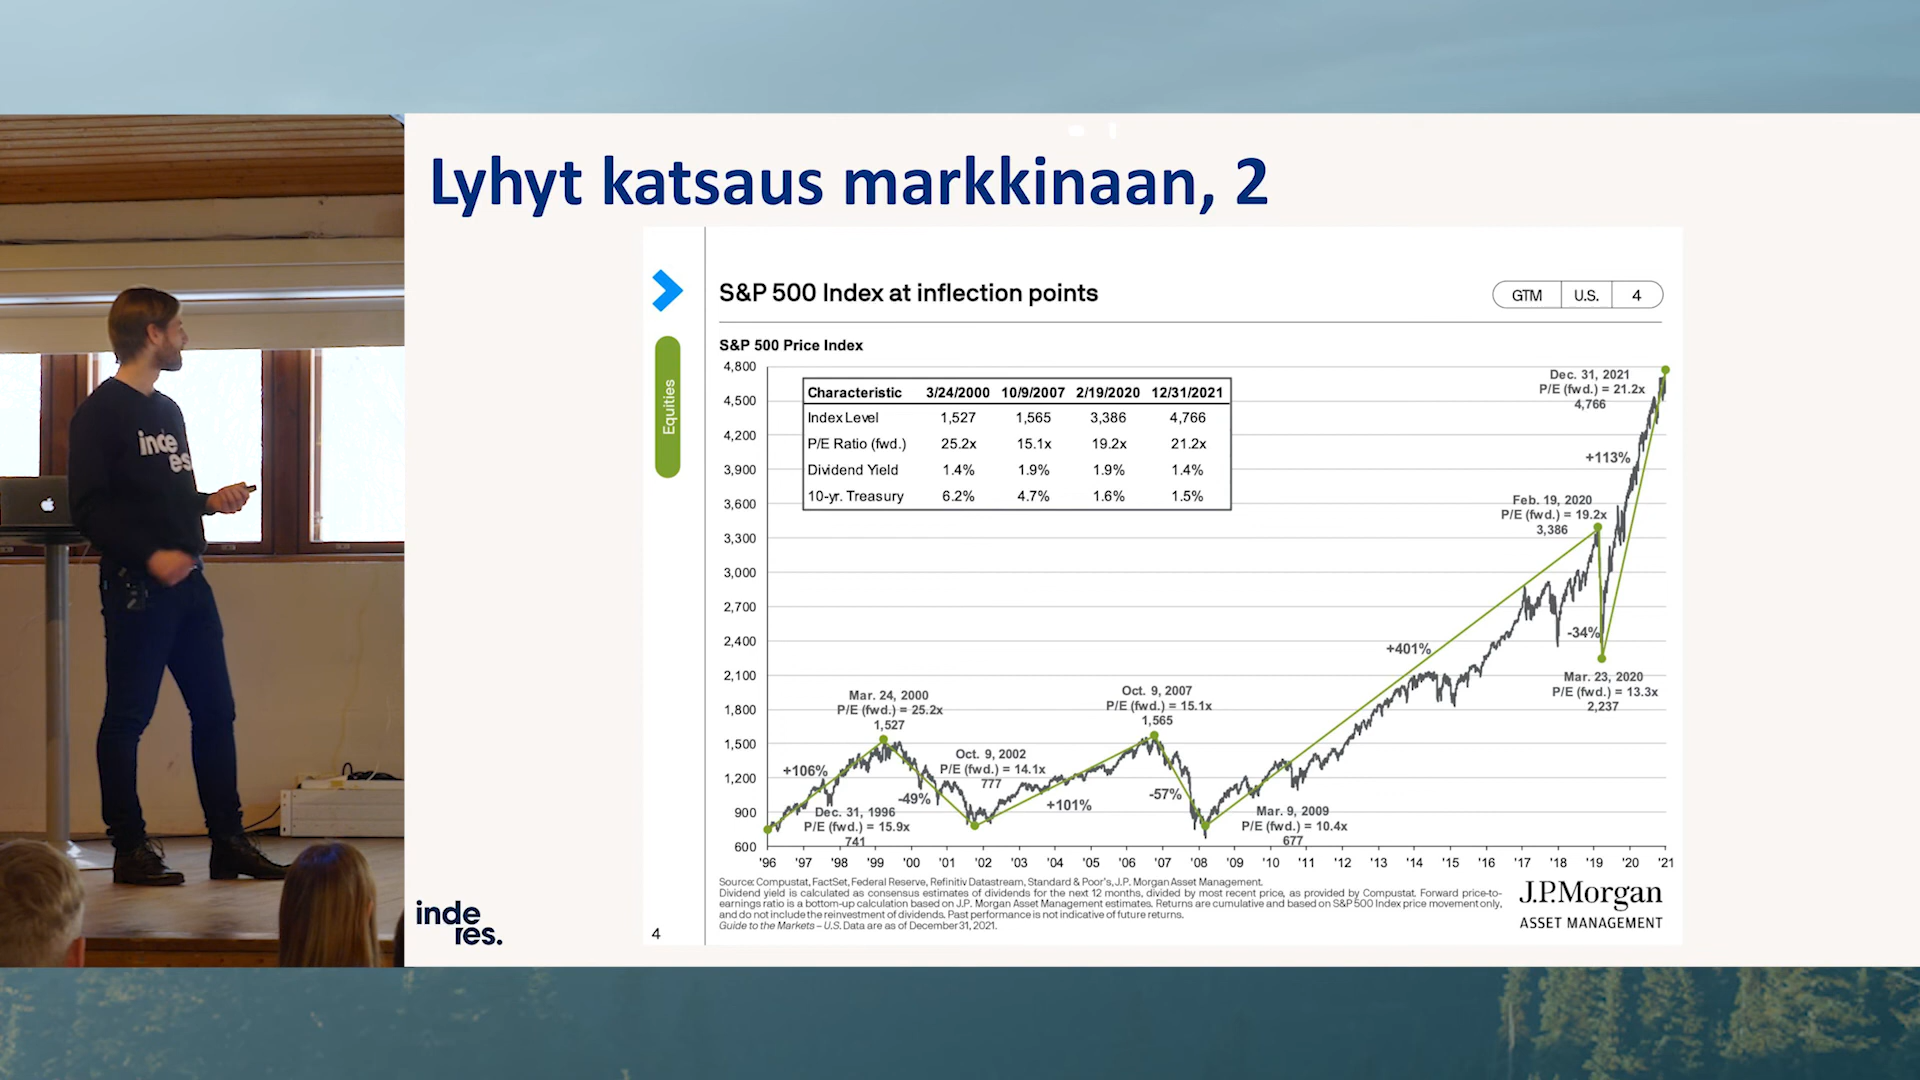 Lyhyt katsaus markkinaan, 2
S&P 500 Index at inflection points
GTM U.S. 4
Equities
S&P 500 Price Index
4,800
4,500
4,200
3,900
3,600
3,300
3,000
2,700
2,400
2,100
1,800
1,500
1,200
900
600
Characteristic 3/24/2000 10/9/2007 2/19/2020 12/31/2021
Index Level 1,527 1,565 3,386 4,766
P/E Ratio (fwd.) 25.2x 15.1x 19.2x 21.2x
Dividend Yield 1.4% 1.9% 1.9% 1.4%
10-yr. Treasury 6.2% 4.7% 1.6% 1.5%
Dec. 31, 2021
P/E (fwd.) = 21.2x
4,766
+113%
Feb. 19, 2020
P/E (fwd.) = 19.2x
3,386
-34%
+401%
Mar. 23, 2020
P/E (fwd.) = 13.3x
2,237
Mar. 24, 2000
P/E (fwd.) = 25.2x
1,527
Oct. 9, 2007
P/E (fwd.) = 15.1x
1,565
Oct. 9, 2002
P/E (fwd.) = 14.1x
777
+106%
-49%
+101%
-57%
Dec. 31, 1996
P/E (fwd.) = 15.9x
741
Mar. 9, 2009
P/E (fwd.) = 10.4x
677
'96 '97 '98 '99 '00 '01 '02 '03 '04 '05 '06 '07 '08 '09 '10 '11 '12 '13 '14 '15 '16 '17 '18 '19 '20 '21
Source: Compustat, FactSet, Federal Reserve, Refinitiv Datastream, Standard & Poor's, J.P. Morgan Asset Management.
Dividend yield is calculated as consensus estimates of dividends for the next 12 months, divided by most recent price, as provided by Compustat. Forward price-to-
earnings ratio is a bottom-up calculation based on J.P. Morgan Asset Management estimates. Returns are cumulative and based on S&P 500 Index price movement only,
and do not include the reinvestment of dividends. Past performance is not indicative of future returns.
Guide to the Markets – U.S. Data are as of December 31, 2021.
J.P.Morgan
ASSET MANAGEMENT
4
inde
res.
inde
es